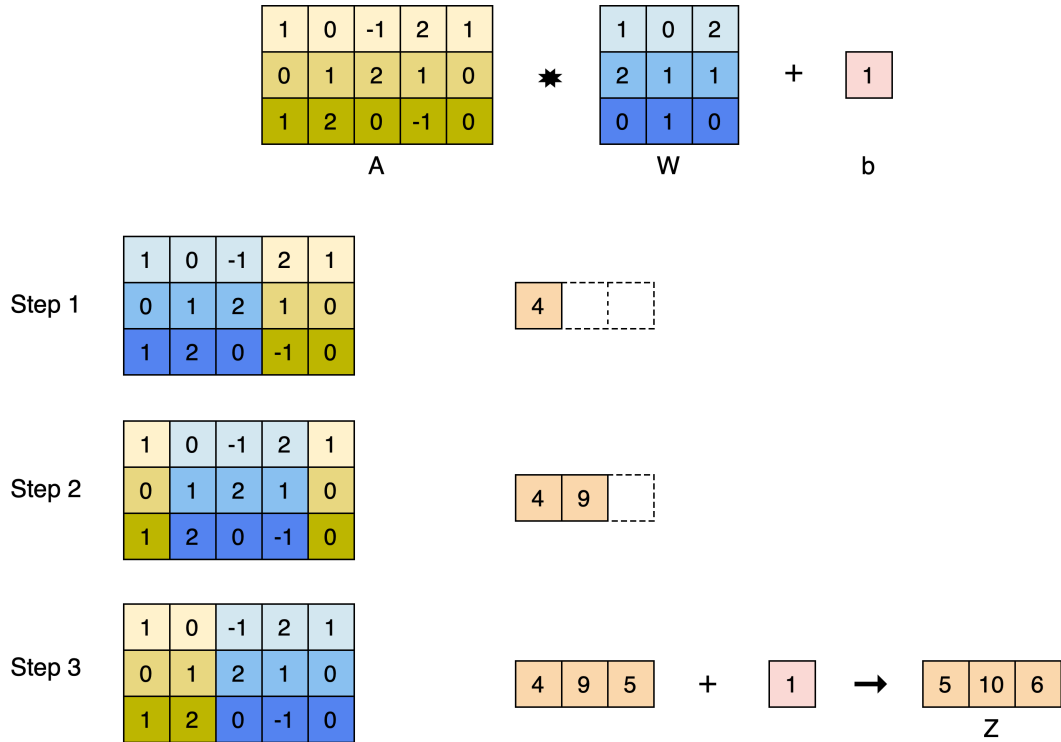 1 0 -1 2 1 1 0 2
0 1 2 1 0 2 1 1 + 1
1 2 0 -1 0 0 1 0
A W b
1 0 -1 2 1
Step 1 0 1 2 1 0 4
1 2 0 -1 0
1 0 -1 2 1
Step 2 0 1 2 1 0 4 9
1 2 0 -1 0
1 0 -1 2 1
Step 3 0 1 2 1 0 4 9 5 + 1 → 5 10 6
1 2 0 -1 0
Z